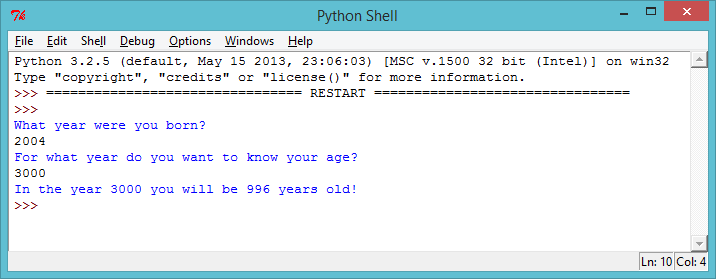 Python Shell
File Edit Shell Debug Options Windows Help
Python 3.2.5 (default, May 15 2013, 23:06:03) [MSC v.1500 32 bit (Intel)] on win32
Type "copyright", "credits" or "license()" for more information.
>>> ================================ RESTART ================================
>>>
What year were you born?
2004
For what year do you want to know your age?
3000
In the year 3000 you will be 996 years old!
>>>
Ln: 10 Col: 4